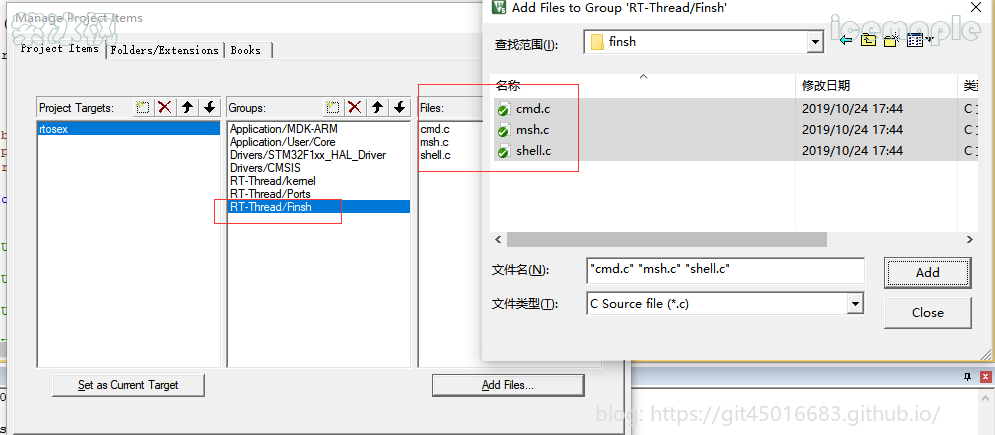 Manage Project Items
Project Items
Folders/Extensions
Books
Project Targets:
rtosex
Groups:
Application/MDK-ARM
Application/User/Core
Drivers/STM32F1xx_HAL_Driver
Drivers/CMSIS
RT-Thread/kernel
RT-Thread/Ports
RT-Thread/Finsh
Files:
cmd.c
msh.c
shell.c
Set as Current Target
Add Files...
Add Files to Group 'RT-Thread/Finsh'
icemaple
查找范围(I):
finsh
名称
修改日期
cmd.c
2019/10/24 17:44
C
msh.c
2019/10/24 17:44
C
shell.c
2019/10/24 17:44
C
文件名(N):
"cmd.c" "msh.c" "shell.c"
Add
文件类型(T):
C Source file (*.c)
Close
blog: https://git45016683.github.io/